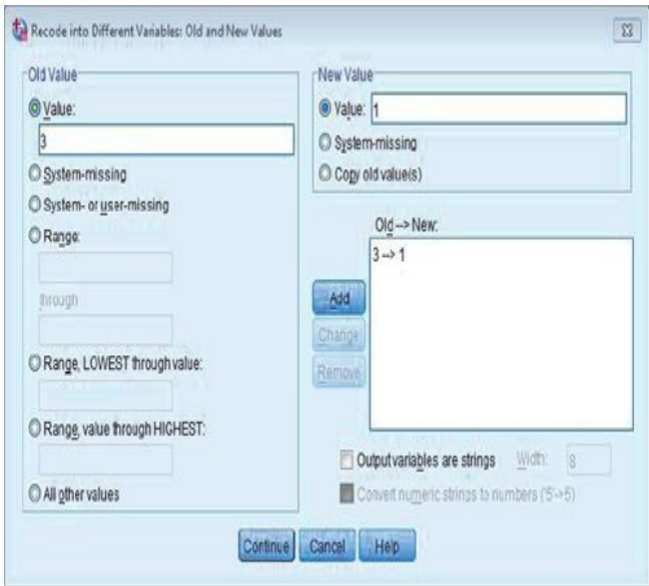 Recode into Different Variables: Old and New Values
Old Value
Value:
3
System-missing
System- or user-missing
Range:
through
Range, LOWEST through value:
Range, value through HIGHEST:
All other values
New Value
Value: 1
System-missing
Copy old value(s)
Old --> New:
3 --> 1
Add
Change
Remove
Output variables are strings Width: 8
Convert numeric strings to numbers ('5'->5)
Continue Cancel Help